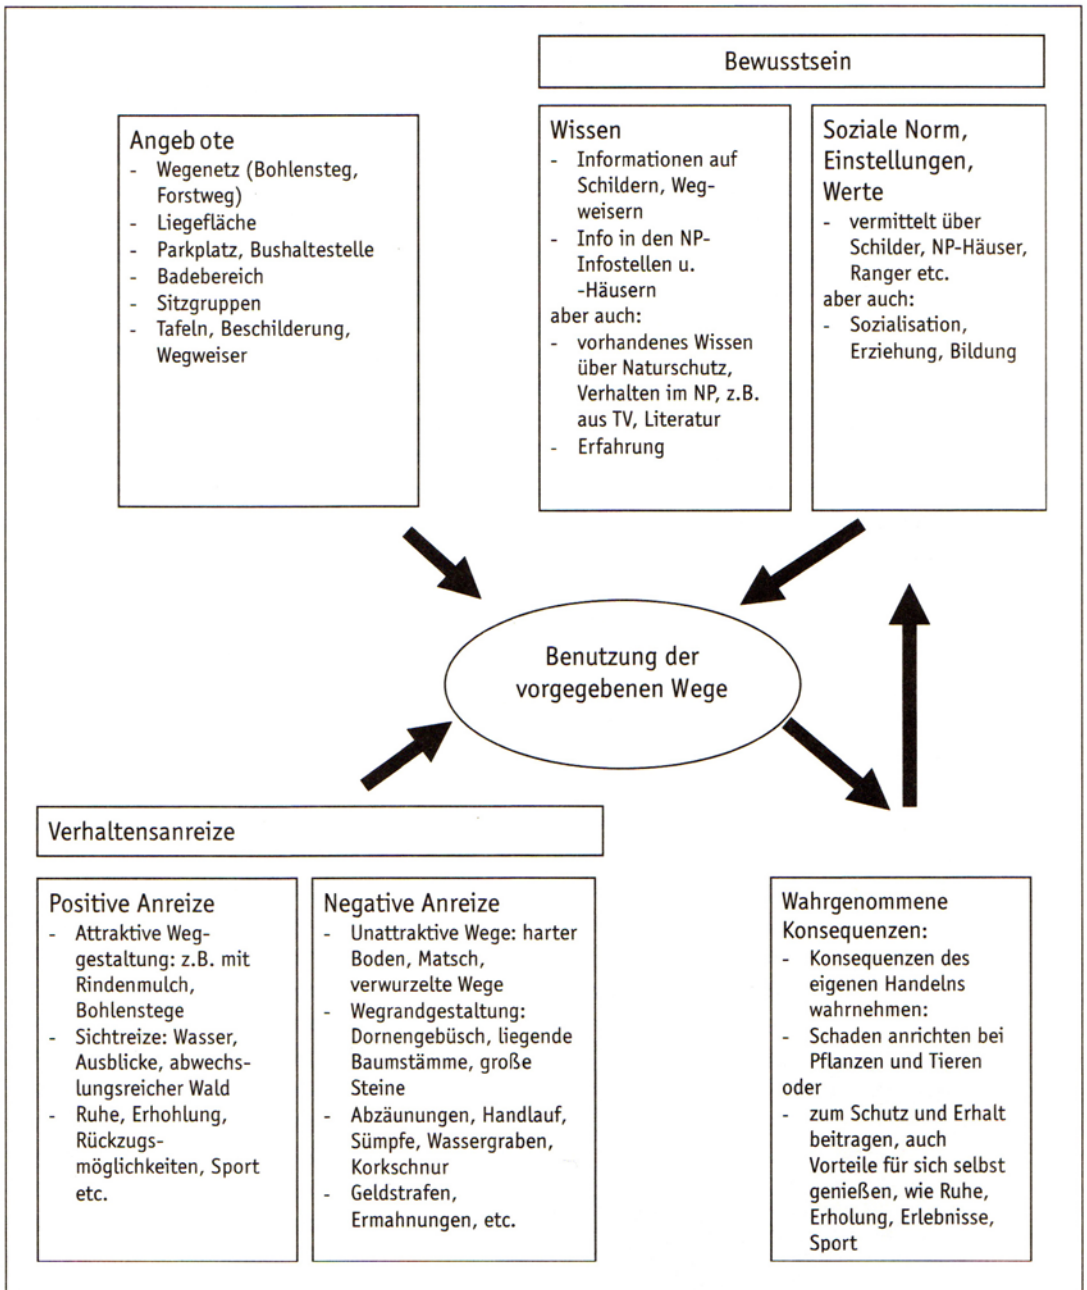 Bewusstsein
Angebote
- Wegenetz (Bohlensteg,
Forstweg)
- Liegefläche
- Parkplatz, Bushaltestelle
- Badebereich
- Sitzgruppen
- Tafeln, Beschilderung,
Wegweiser
Wissen
- Informationen auf
Schildern, Weg-
weisern
- Info in den NP-
Infostellen u.
-Häusern
aber auch:
- vorhandenes Wissen
über Naturschutz,
Verhalten im NP, z.B.
aus TV, Literatur
- Erfahrung
Soziale Norm,
Einstellungen,
Werte
- vermittelt über
Schilder, NP-Häuser,
Ranger etc.
aber auch:
- Sozialisation,
Erziehung, Bildung
Benutzung der
vorgegebenen Wege
Verhaltensanreize
Positive Anreize
- Attraktive Weg-
gestaltung: z.B. mit
Rindenmulch,
Bohlenstege
- Sichtreize: Wasser,
Ausblicke, abwechs-
lungsreicher Wald
- Ruhe, Erhohlung,
Rückzugs-
möglichkeiten, Sport
etc.
Negative Anreize
- Unattraktive Wege: harter
Boden, Matsch,
verwurzelte Wege
- Wegrandgestaltung:
Dornengebüsch, liegende
Baumstämme, große
Steine
- Abzäunungen, Handlauf,
Sümpfe, Wassergraben,
Korkschnur
- Geldstrafen,
Ermahnungen, etc.
Wahrgenommene
Konsequenzen:
- Konsequenzen des
eigenen Handelns
wahrnehmen:
- Schaden anrichten bei
Pflanzen und Tieren
oder
- zum Schutz und Erhalt
beitragen, auch
Vorteile für sich selbst
genießen, wie Ruhe,
Erholung, Erlebnisse,
Sport